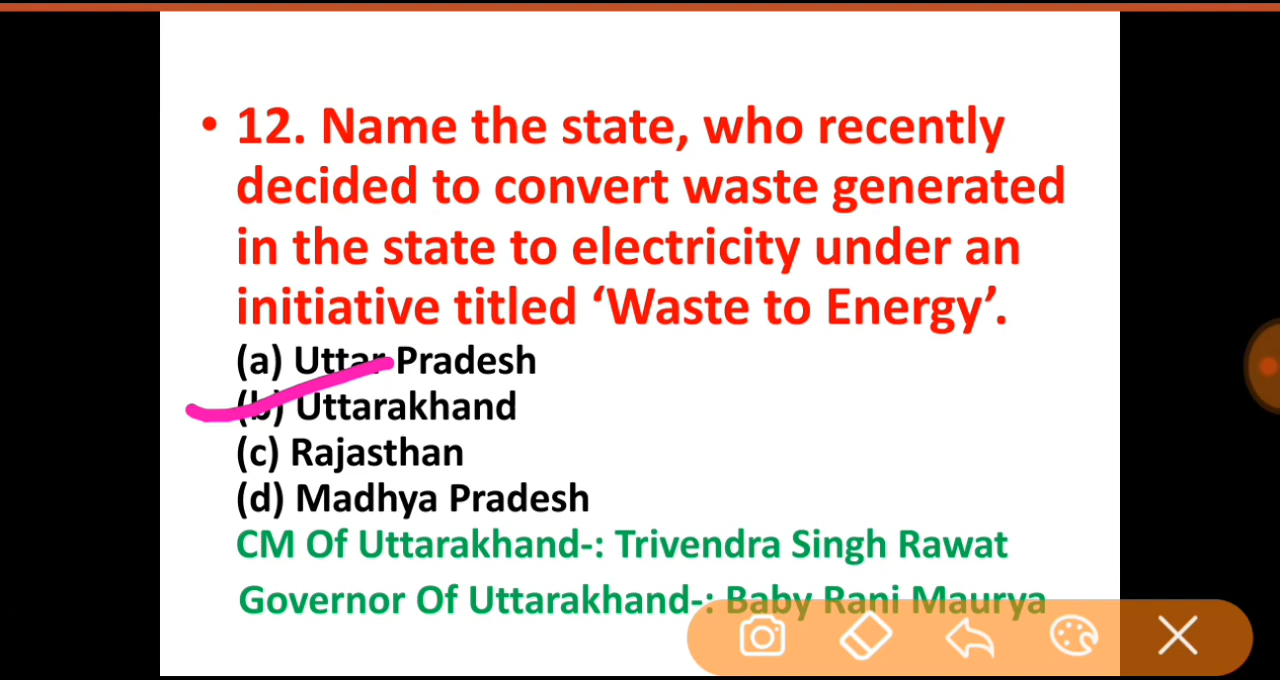 • 12. Name the state, who recently
decided to convert waste generated
in the state to electricity under an
initiative titled ‘Waste to Energy’.
(a) Uttar Pradesh
(b) Uttarakhand
(c) Rajasthan
(d) Madhya Pradesh
CM Of Uttarakhand-: Trivendra Singh Rawat
Governor Of Uttarakhand-: Baby Rani Maurya